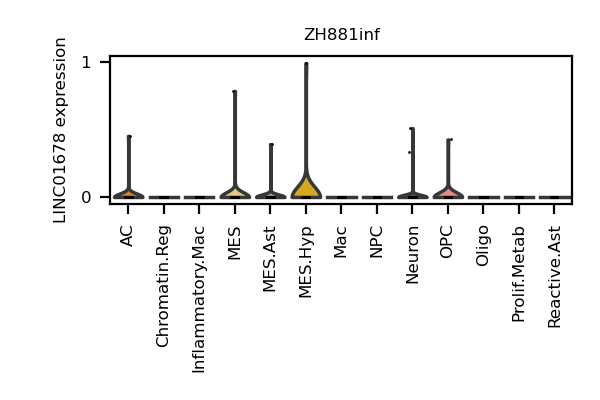 ZH881inf
LINC01678 expression
1
0
AC
Chromatin.Reg
Inflammatory.Mac
MES
MES.Ast
MES.Hyp
Mac
NPC
Neuron
OPC
Oligo
Prolif.Metab
Reactive.Ast